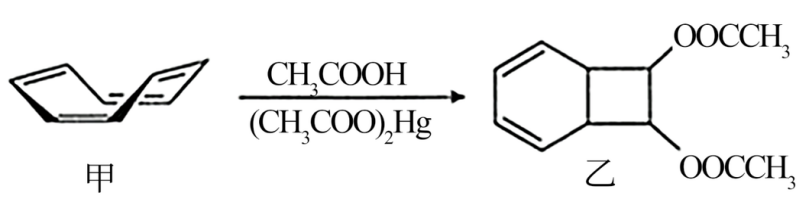 CH₃COOH
(CH₃COO)₂Hg
甲
OOCCH₃
OOCCH₃
乙